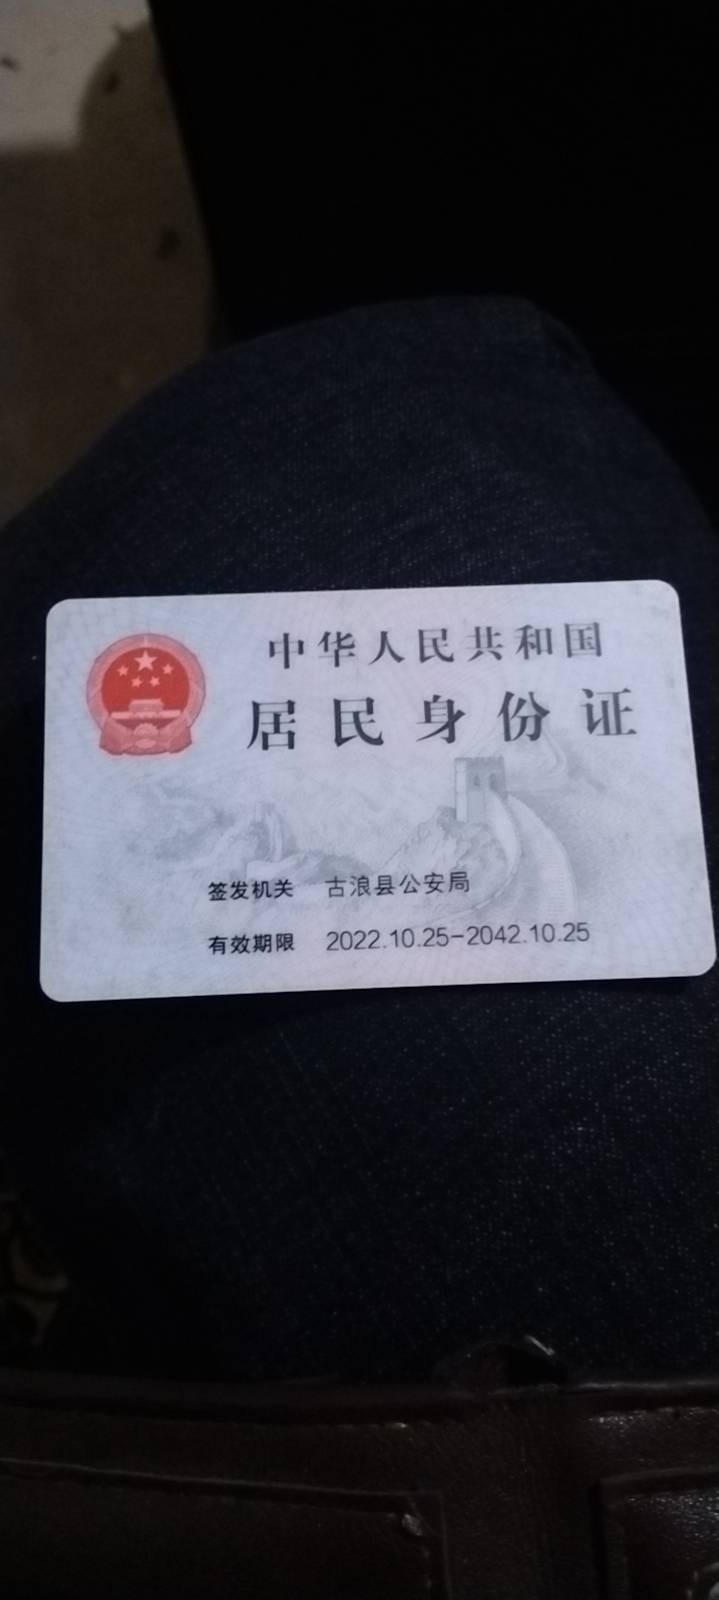 中华人民共和国
居民身份证
签发机关 古浪县公安局
有效期限 2022.10.25-2042.10.25